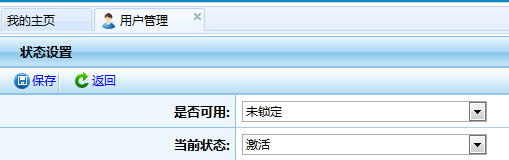 我的主页 用户管理
状态设置
保存 返回
是否可用: 未锁定
当前状态: 激活